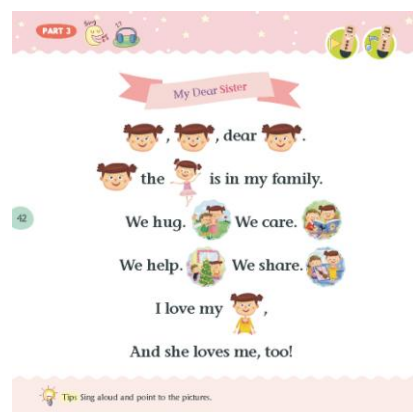 PART 3
Sing
My Dear Sister
, , dear .
the is in my family.
We hug. We care.
42
We help. We share.
I love my ,
And she loves me, too!
Tips Sing aloud and point to the pictures.